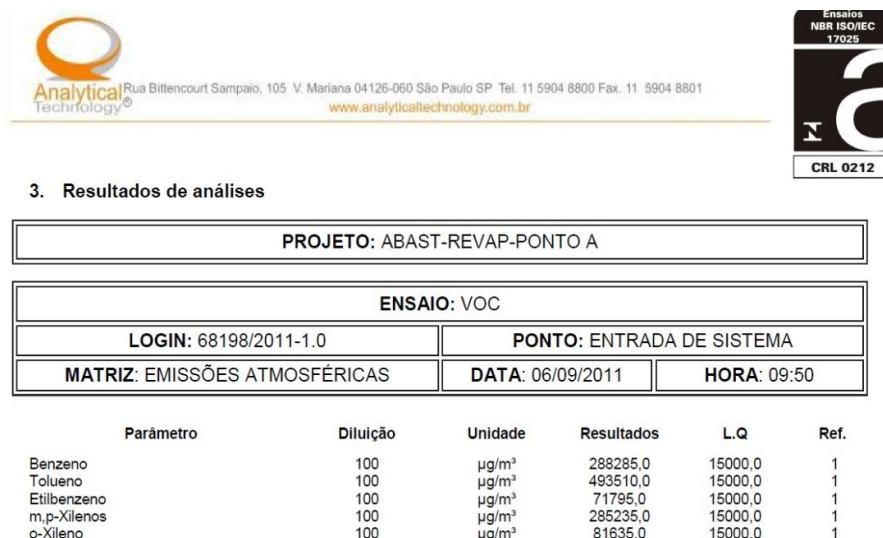 Ensaios
NBR ISO/IEC
17025
Analytical
Technology®
Rua Bittencourt Sampaio, 105 V. Mariana 04126-060 São Paulo SP Tel. 11 5904 8800 Fax. 11 5904 8801
www.analyticaltechnology.com.br
CRL 0212
3. Resultados de análises
PROJETO: ABAST-REVAP-PONTO A
ENSAIO: VOC
LOGIN: 68198/2011-1.0 PONTO: ENTRADA DE SISTEMA
MATRIZ: EMISSÕES ATMOSFÉRICAS DATA: 06/09/2011 HORA: 09:50
Parâmetro Diluição Unidade Resultados L.Q Ref.
Benzeno 100 µg/m³ 288285,0 15000,0 1
Tolueno 100 µg/m³ 493510,0 15000,0 1
Etilbenzeno 100 µg/m³ 71795,0 15000,0 1
m,p-Xilenos 100 µg/m³ 285235,0 15000,0 1
o-Xileno 100 µg/m³ 81635,0 15000,0 1